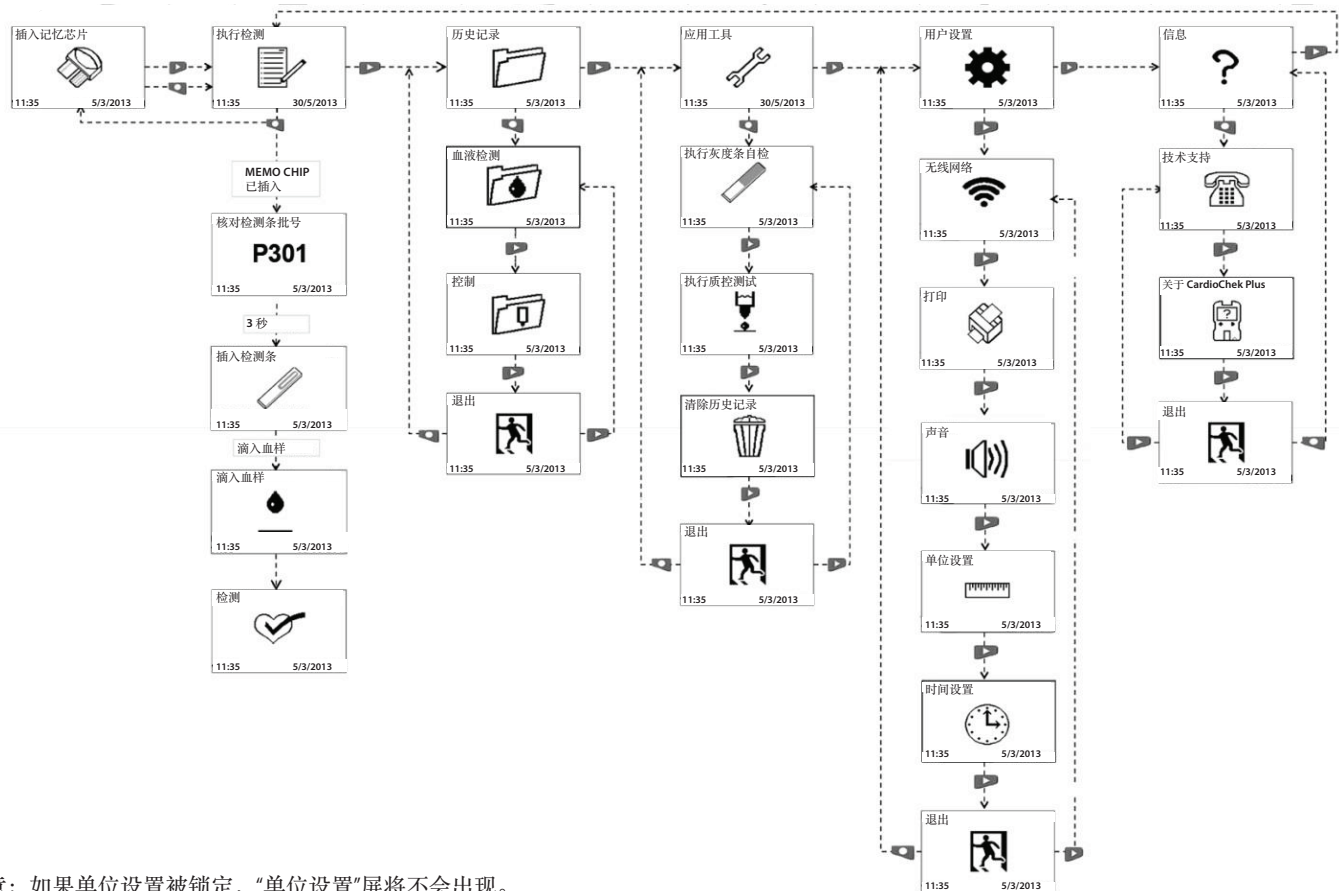 插入记忆芯片
11:35 5/3/2013
执行检测
11:35 30/5/2013
MEMO CHIP
已插入
核对检测条批号
P301
11:35 5/3/2013
3 秒
插入检测条
11:35 5/3/2013
滴入血样
滴入血样
11:35 5/3/2013
检测
11:35 5/3/2013
历史记录
11:35 5/3/2013
血液检测
11:35 5/3/2013
控制
11:35 5/3/2013
退出
11:35 5/3/2013
应用工具
11:35 30/5/2013
执行灰度条自检
11:35 5/3/2013
执行质控测试
11:35 5/3/2013
清除历史记录
11:35 5/3/2013
退出
11:35 5/3/2013
用户设置
11:35 5/3/2013
无线网络
11:35 5/3/2013
打印
11:35 5/3/2013
声音
11:35 5/3/2013
单位设置
11:35 5/3/2013
时间设置
11:35 5/3/2013
退出
11:35 5/3/2013
信息
?
11:35 5/3/2013
技术支持
11:35 5/3/2013
关于 CardioChek Plus
?
11:35 5/3/2013
退出
11:35 5/3/2013
：如果单位设置被锁定，“单位设置”屏将不会出现。